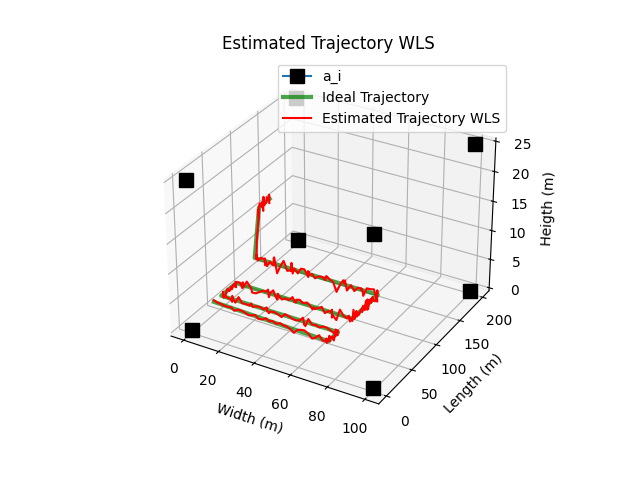 Estimated Trajectory WLS
a_i
Ideal Trajectory
Estimated Trajectory WLS
25
20
15
10
5
0
Heigth (m)
200
150
100
50
0
Length (m)
0
20
40
60
80
100
Width (m)